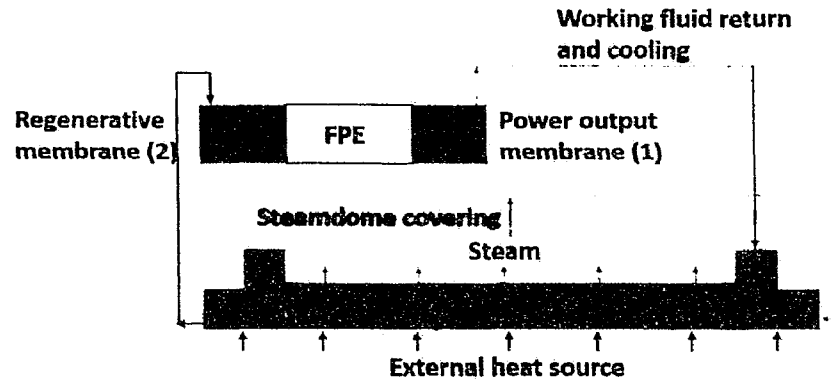 Working fluid return
and cooling
Regenerative
membrane (2)
FPE
Power output
membrane (1)
Steamdome covering
Steam
External heat source